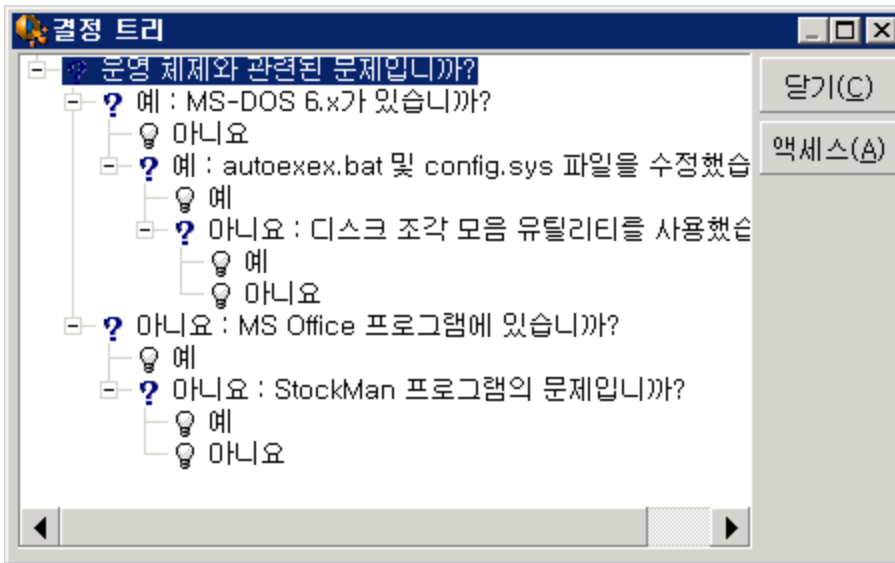 결정 트리
운영 체제와 관련된 문제입니까?
예 : MS-DOS 6.x가 있습니까?
아니요
예 : autoexex.bat 및 config.sys 파일을 수정했습
예
아니요 : 디스크 조각 모음 유틸리티를 사용했습
예
아니요
아니요 : MS Office 프로그램에 있습니까?
예
아니요 : StockMan 프로그램의 문제입니까?
예
아니요
닫기(C)
액세스(A)